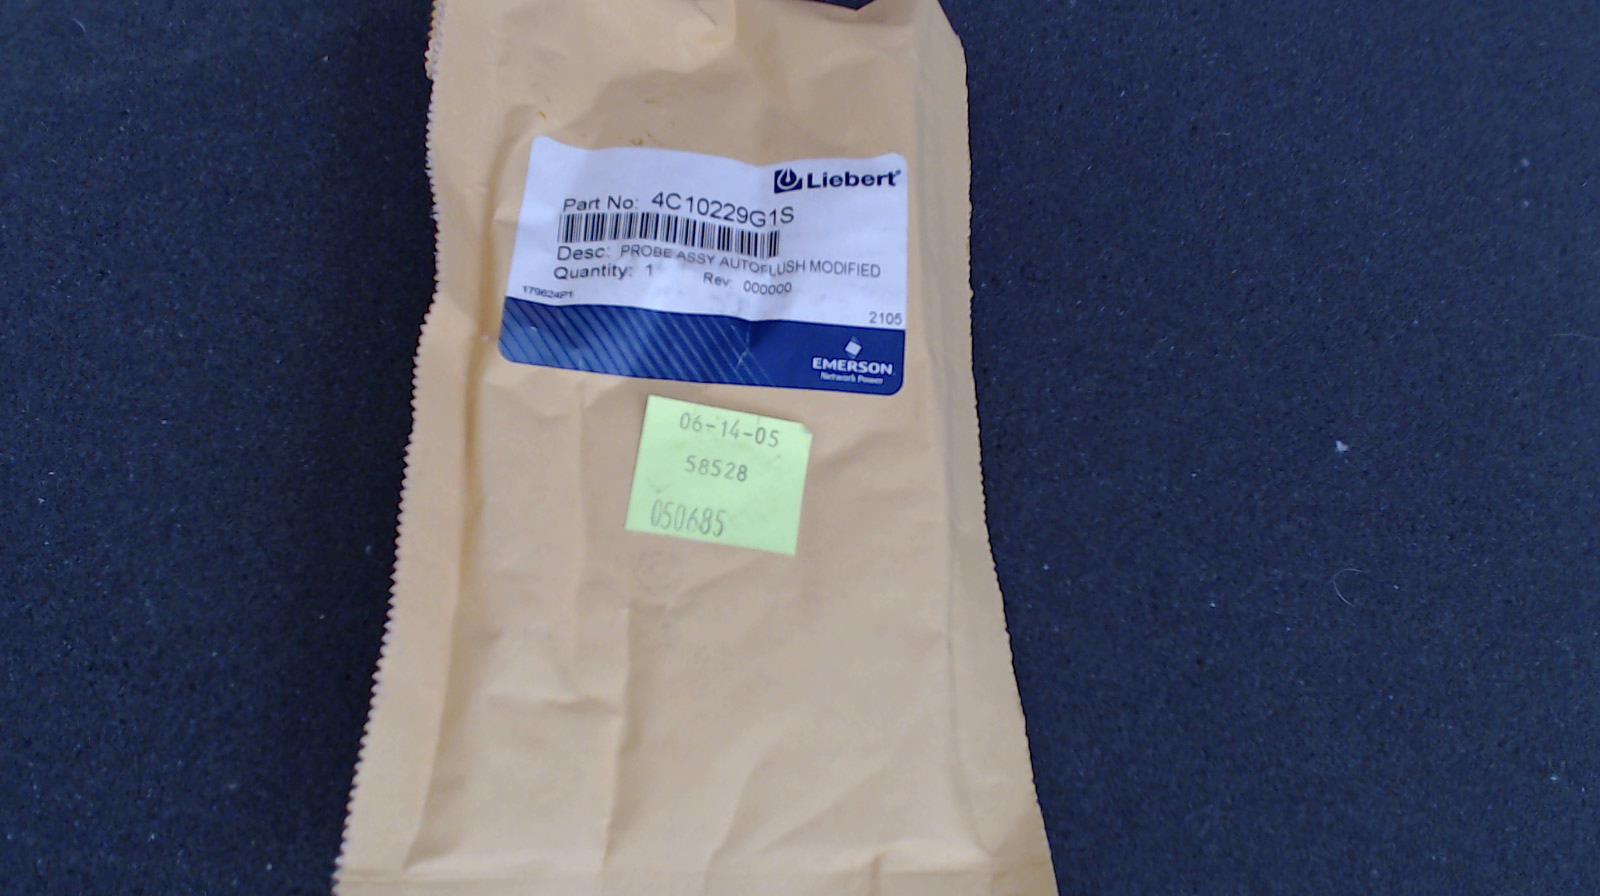 Liebert®
Part No: 4C10229G1S
Desc: PROBE ASSY AUTOFLUSH MODIFIED
Quantity: 1 Rev: 000000
179624P1
2105
EMERSON
Network Power
06-14-05
58528
050685